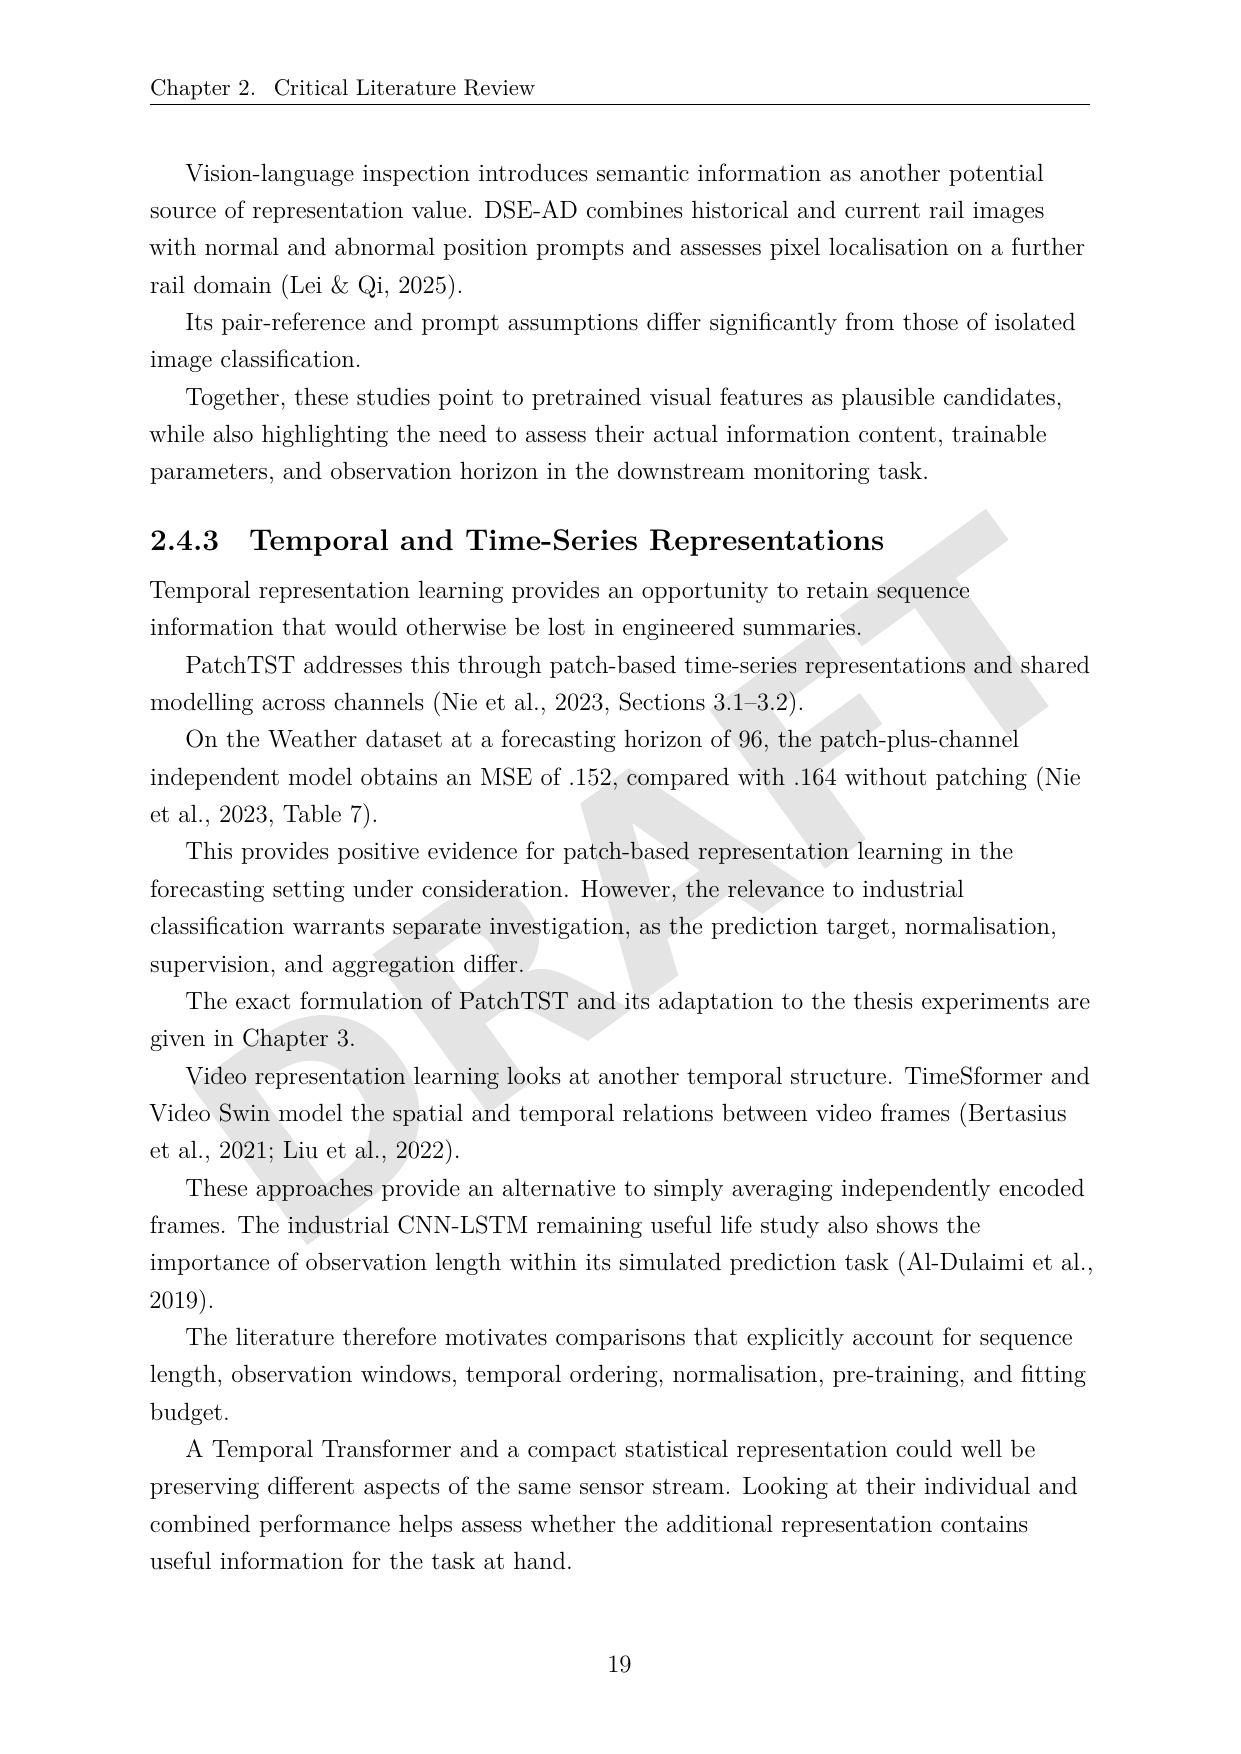 Chapter 2. Critical Literature Review
Vision-language inspection introduces semantic information as another potential
source of representation value. DSE-AD combines historical and current rail images
with normal and abnormal position prompts and assesses pixel localisation on a further
rail domain (Lei & Qi, 2025).
Its pair-reference and prompt assumptions differ significantly from those of isolated
image classification.
Together, these studies point to pretrained visual features as plausible candidates,
while also highlighting the need to assess their actual information content, trainable
parameters, and observation horizon in the downstream monitoring task.
2.4.3 Temporal and Time-Series Representations
Temporal representation learning provides an opportunity to retain sequence
information that would otherwise be lost in engineered summaries.
PatchTST addresses this through patch-based time-series representations and shared
modelling across channels (Nie et al., 2023, Sections 3.1–3.2).
On the Weather dataset at a forecasting horizon of 96, the patch-plus-channel
independent model obtains an MSE of .152, compared with .164 without patching (Nie
et al., 2023, Table 7).
This provides positive evidence for patch-based representation learning in the
forecasting setting under consideration. However, the relevance to industrial
classification warrants separate investigation, as the prediction target, normalisation,
supervision, and aggregation differ.
The exact formulation of PatchTST and its adaptation to the thesis experiments are
given in Chapter 3.
Video representation learning looks at another temporal structure. TimeSformer and
Video Swin model the spatial and temporal relations between video frames (Bertasius
et al., 2021; Liu et al., 2022).
These approaches provide an alternative to simply averaging independently encoded
frames. The industrial CNN-LSTM remaining useful life study also shows the
importance of observation length within its simulated prediction task (Al-Dulaimi et al.,
2019).
The literature therefore motivates comparisons that explicitly account for sequence
length, observation windows, temporal ordering, normalisation, pre-training, and fitting
budget.
A Temporal Transformer and a compact statistical representation could well be
preserving different aspects of the same sensor stream. Looking at their individual and
combined performance helps assess whether the additional representation contains
useful information for the task at hand.
19
DRAFT